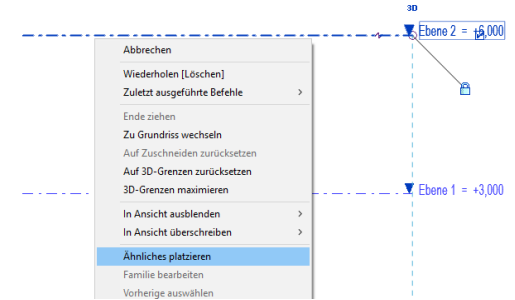 3D
Ebene 2 = +6,000
Abbrechen
Wiederholen [Löschen]
Zuletzt ausgeführte Befehle
Ende ziehen
Zu Grundriss wechseln
Auf Zuschneiden zurücksetzen
Auf 3D-Grenzen zurücksetzen
3D-Grenzen maximieren
Ebene 1 = +3,000
In Ansicht ausblenden
In Ansicht überschreiben
Ähnliches platzieren
Familie bearbeiten
Vorherige auswählen